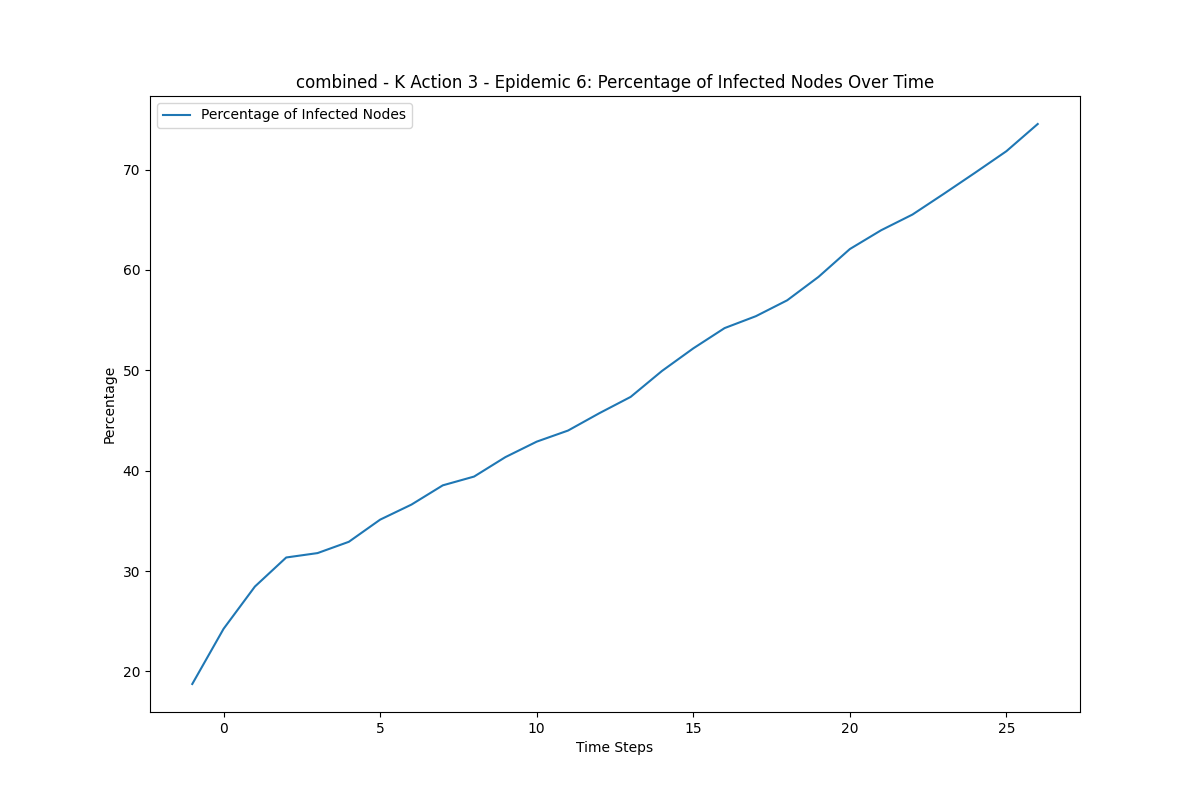 combined - K Action 3 - Epidemic 6: Percentage of Infected Nodes Over Time
Percentage of Infected Nodes
70
60
50
40
30
20
Percentage
0 5 10 15 20 25
Time Steps